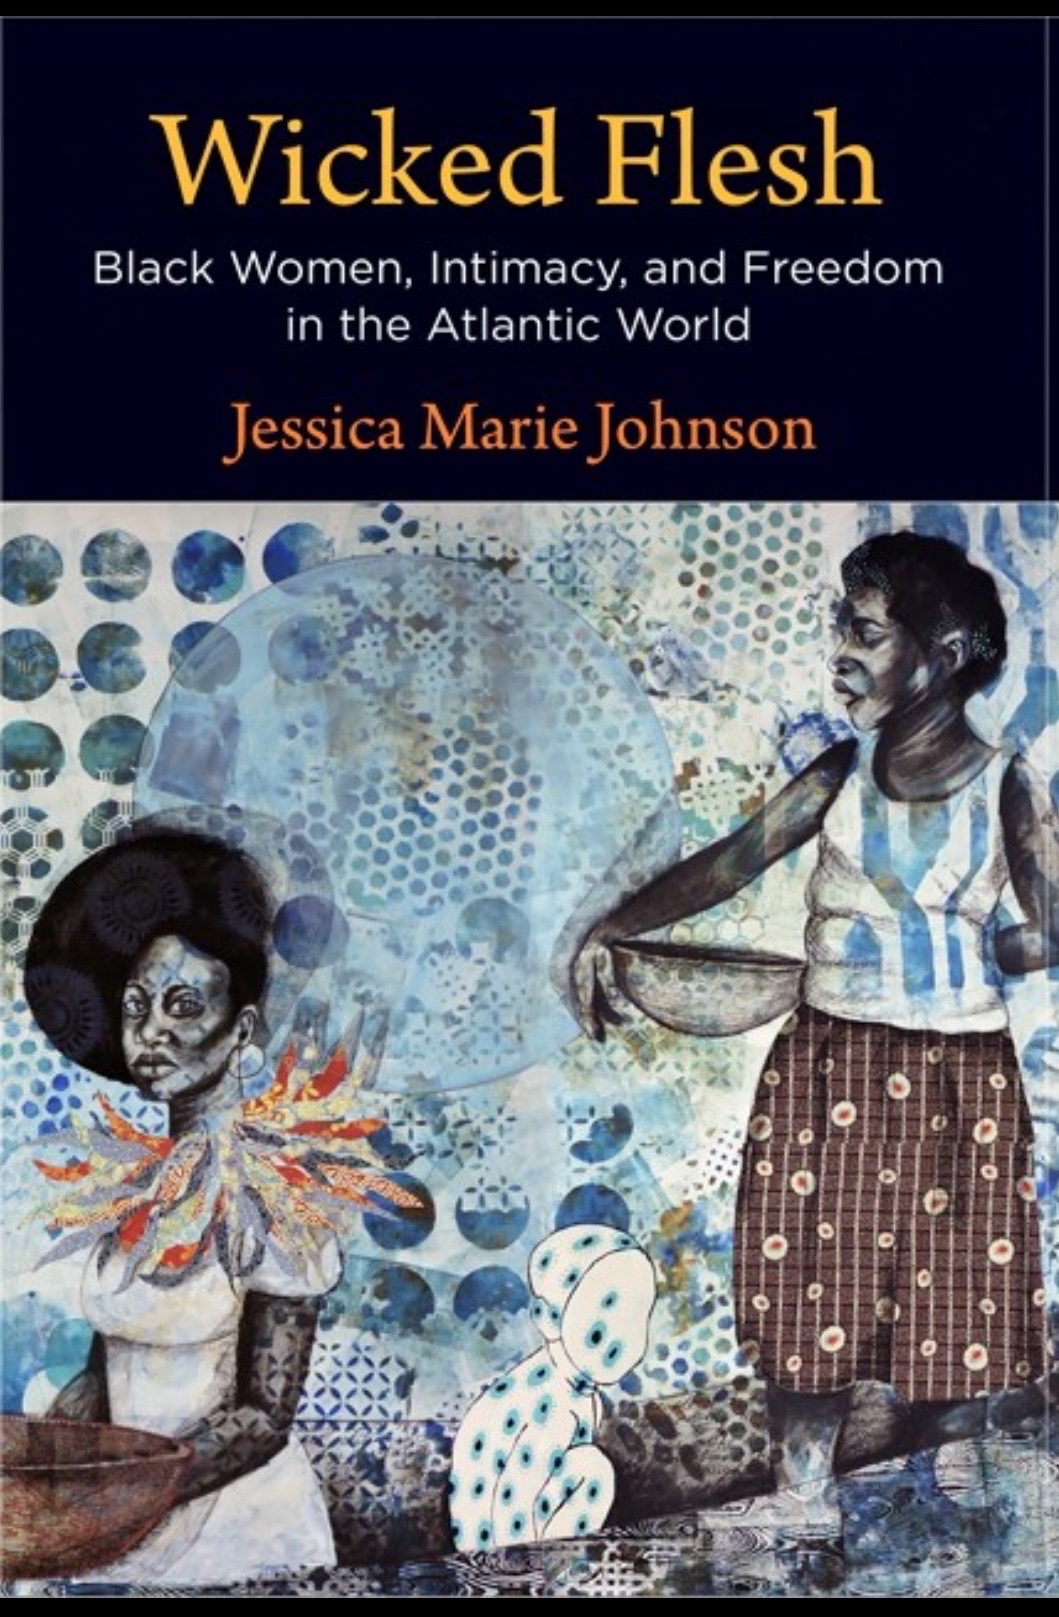 Wicked Flesh
Black Women, Intimacy, and Freedom
in the Atlantic World
Jessica Marie Johnson